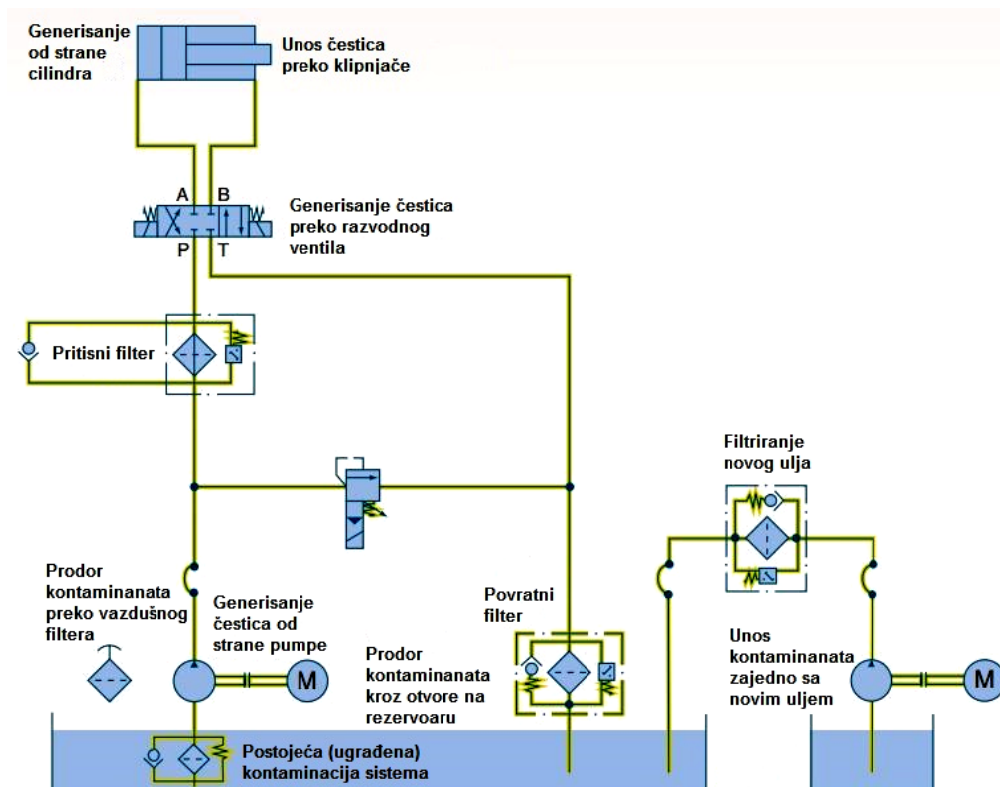 Generisanje
od strane
cilindra
Unos čestica
preko klipnjače
A B
Generisanje čestica
preko razvodnog
ventila
P T
Pritisni filter
Filtriranje
novog ulja
Prodor
kontaminanata
preko vazdušnog
filtera
Generisanje
čestica od
strane pumpe
M
Prodor
kontaminanata
kroz otvore na
rezervoaru
Povratni
filter
Unos
kontaminanata
zajedno sa
novim uljem
M
Postojeća (ugrađena)
kontaminacija sistema